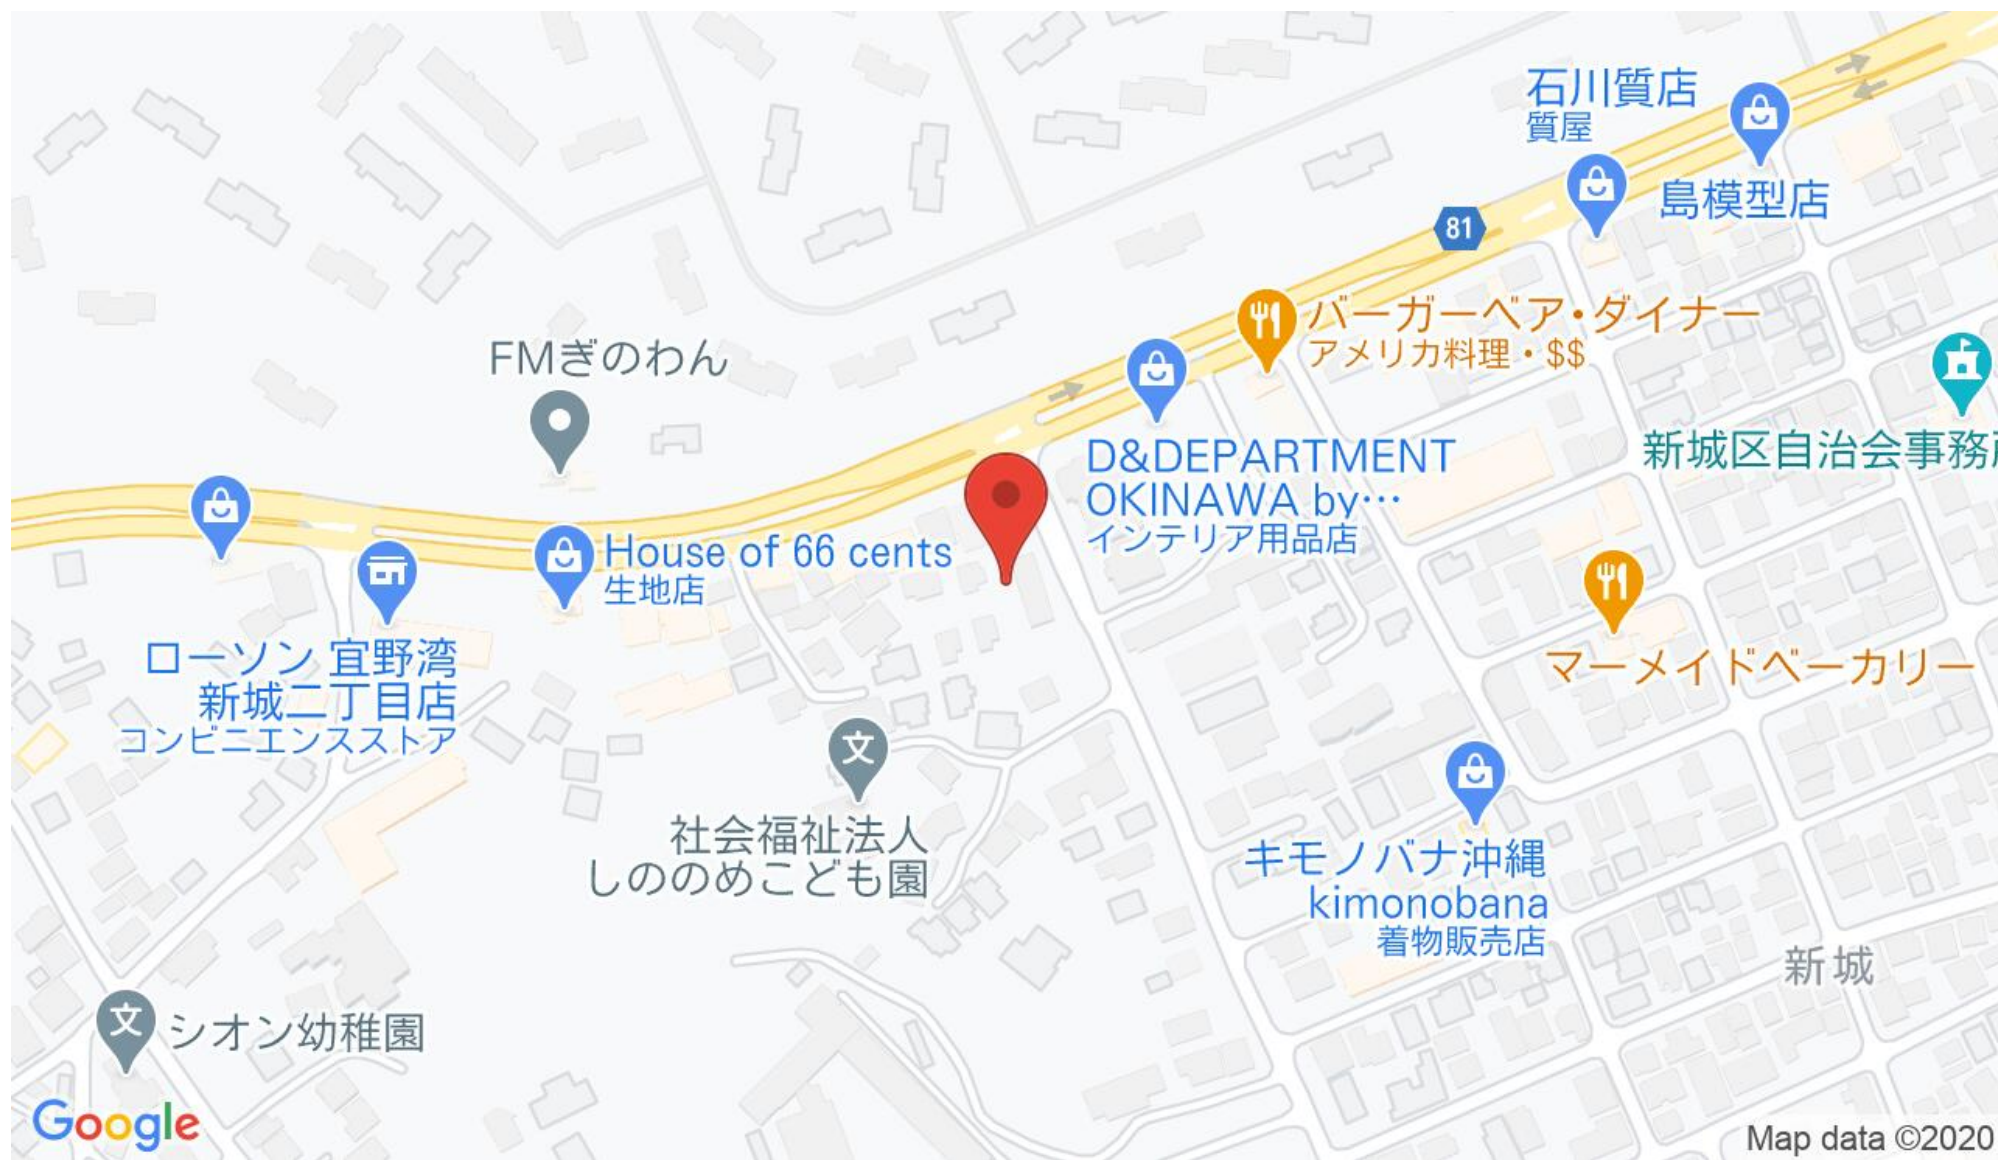 石川質店
質屋
島模型店
81
バーガーベア・ダイナー
アメリカ料理・$$
FMぎのわん
D&DEPARTMENT
OKINAWA by…
インテリア用品店
新城区自治会事務所
House of 66 cents
生地店
ローソン 宜野湾
新城二丁目店
コンビニエンスストア
マーメイドベーカリー
文
社会福祉法人
しののめこども園
キモノバナ沖縄
kimonobana
着物販売店
新城
文
シオン幼稚園
Google
Map data ©2020